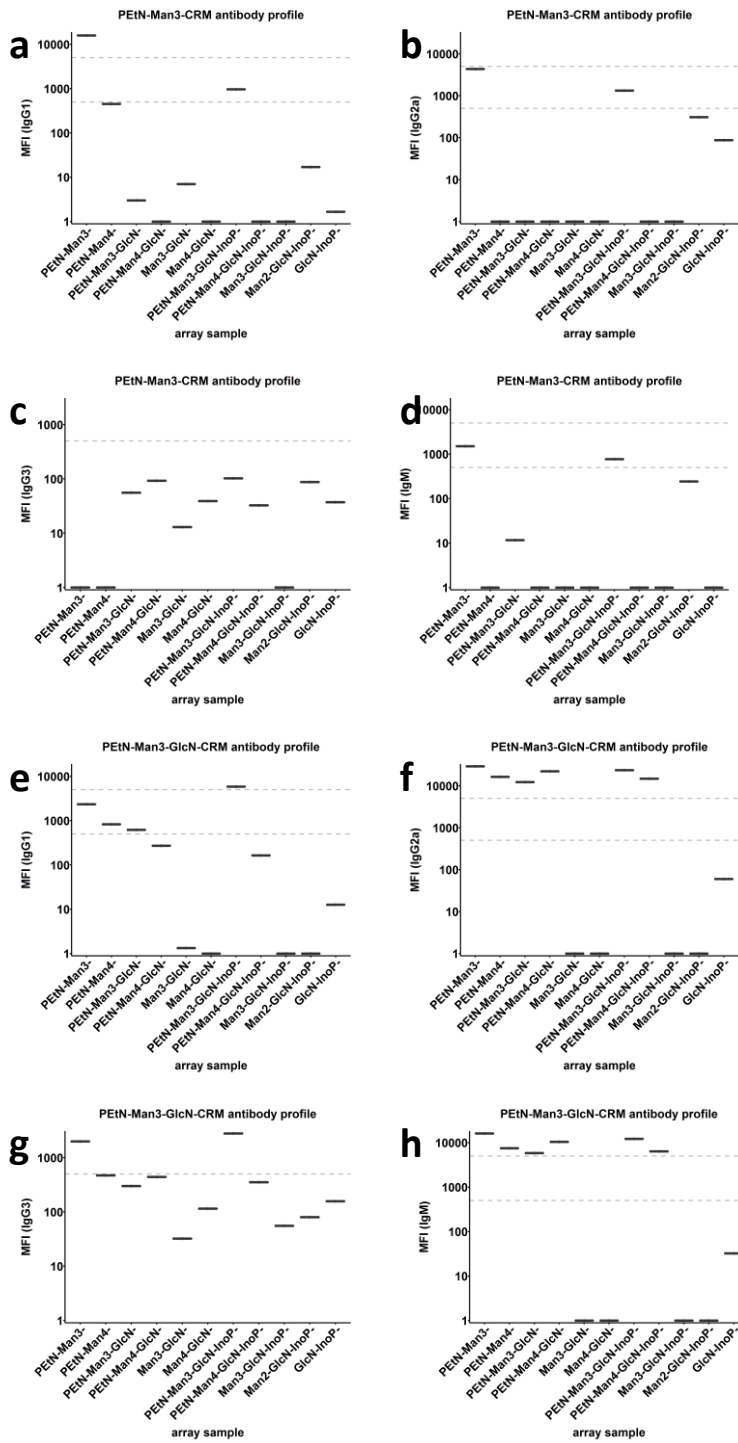 a
PEtN-Man3-CRM antibody profile
MFI (IgG1)
10000
1000
100
10
1
PEtN-Man3-
PEtN-Man4-
PEtN-Man3-GlcN-
PEtN-Man4-GlcN-
Man3-GlcN-
Man4-GlcN-
PEtN-Man3-GlcN-InoP-
PEtN-Man4-GlcN-InoP-
Man3-GlcN-InoP-
Man2-GlcN-InoP-
GlcN-InoP-
array sample
b
PEtN-Man3-CRM antibody profile
MFI (IgG2a)
10000
1000
100
10
1
PEtN-Man3-
PEtN-Man4-
PEtN-Man3-GlcN-
PEtN-Man4-GlcN-
Man3-GlcN-
Man4-GlcN-
PEtN-Man3-GlcN-InoP-
PEtN-Man4-GlcN-InoP-
Man3-GlcN-InoP-
Man2-GlcN-InoP-
GlcN-InoP-
array sample
c
PEtN-Man3-CRM antibody profile
MFI (IgG3)
1000
100
10
1
PEtN-Man3-
PEtN-Man4-
PEtN-Man3-GlcN-
PEtN-Man4-GlcN-
Man3-GlcN-
Man4-GlcN-
PEtN-Man3-GlcN-InoP-
PEtN-Man4-GlcN-InoP-
Man3-GlcN-InoP-
Man2-GlcN-InoP-
GlcN-InoP-
array sample
d
PEtN-Man3-CRM antibody profile
MFI (IgM)
10000
1000
100
10
1
PEtN-Man3-
PEtN-Man4-
PEtN-Man3-GlcN-
PEtN-Man4-GlcN-
Man3-GlcN-
Man4-GlcN-
PEtN-Man3-GlcN-InoP-
PEtN-Man4-GlcN-InoP-
Man3-GlcN-InoP-
Man2-GlcN-InoP-
GlcN-InoP-
array sample
e
PEtN-Man3-GlcN-CRM antibody profile
MFI (IgG1)
10000
1000
100
10
1
PEtN-Man3-
PEtN-Man4-
PEtN-Man3-GlcN-
PEtN-Man4-GlcN-
Man3-GlcN-
Man4-GlcN-
PEtN-Man3-GlcN-InoP-
PEtN-Man4-GlcN-InoP-
Man3-GlcN-InoP-
Man2-GlcN-InoP-
GlcN-InoP-
array sample
f
PEtN-Man3-GlcN-CRM antibody profile
MFI (IgG2a)
10000
1000
100
10
1
PEtN-Man3-
PEtN-Man4-
PEtN-Man3-GlcN-
PEtN-Man4-GlcN-
Man3-GlcN-
Man4-GlcN-
PEtN-Man3-GlcN-InoP-
PEtN-Man4-GlcN-InoP-
Man3-GlcN-InoP-
Man2-GlcN-InoP-
GlcN-InoP-
array sample
g
PEtN-Man3-GlcN-CRM antibody profile
MFI (IgG3)
1000
100
10
1
PEtN-Man3-
PEtN-Man4-
PEtN-Man3-GlcN-
PEtN-Man4-GlcN-
Man3-GlcN-
Man4-GlcN-
PEtN-Man3-GlcN-InoP-
PEtN-Man4-GlcN-InoP-
Man3-GlcN-InoP-
Man2-GlcN-InoP-
GlcN-InoP-
array sample
h
PEtN-Man3-GlcN-CRM antibody profile
MFI (IgM)
10000
1000
100
10
1
PEtN-Man3-
PEtN-Man4-
PEtN-Man3-GlcN-
PEtN-Man4-GlcN-
Man3-GlcN-
Man4-GlcN-
PEtN-Man3-GlcN-InoP-
PEtN-Man4-GlcN-InoP-
Man3-GlcN-InoP-
Man2-GlcN-InoP-
GlcN-InoP-
array sample